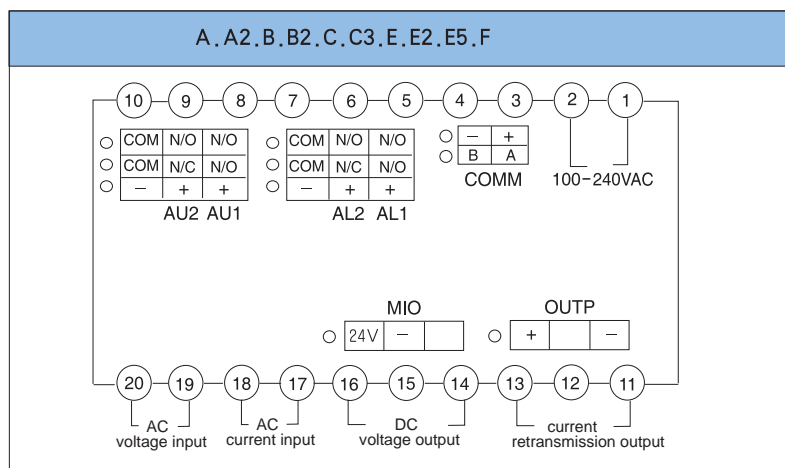 A.A2.B.B2.C.C3.E.E2.E5.F
10 9 8 7 6 5 4 3 2 1
COM N/O N/O COM N/O N/O − +
COM N/C N/O COM N/C N/O B A
− + + − + + COMM 100-240VAC
AU2 AU1 AL2 AL1
MIO OUTP
24V − + −
20 19 18 17 16 15 14 13 12 11
AC AC DC current
voltage input current input voltage output retransmission output